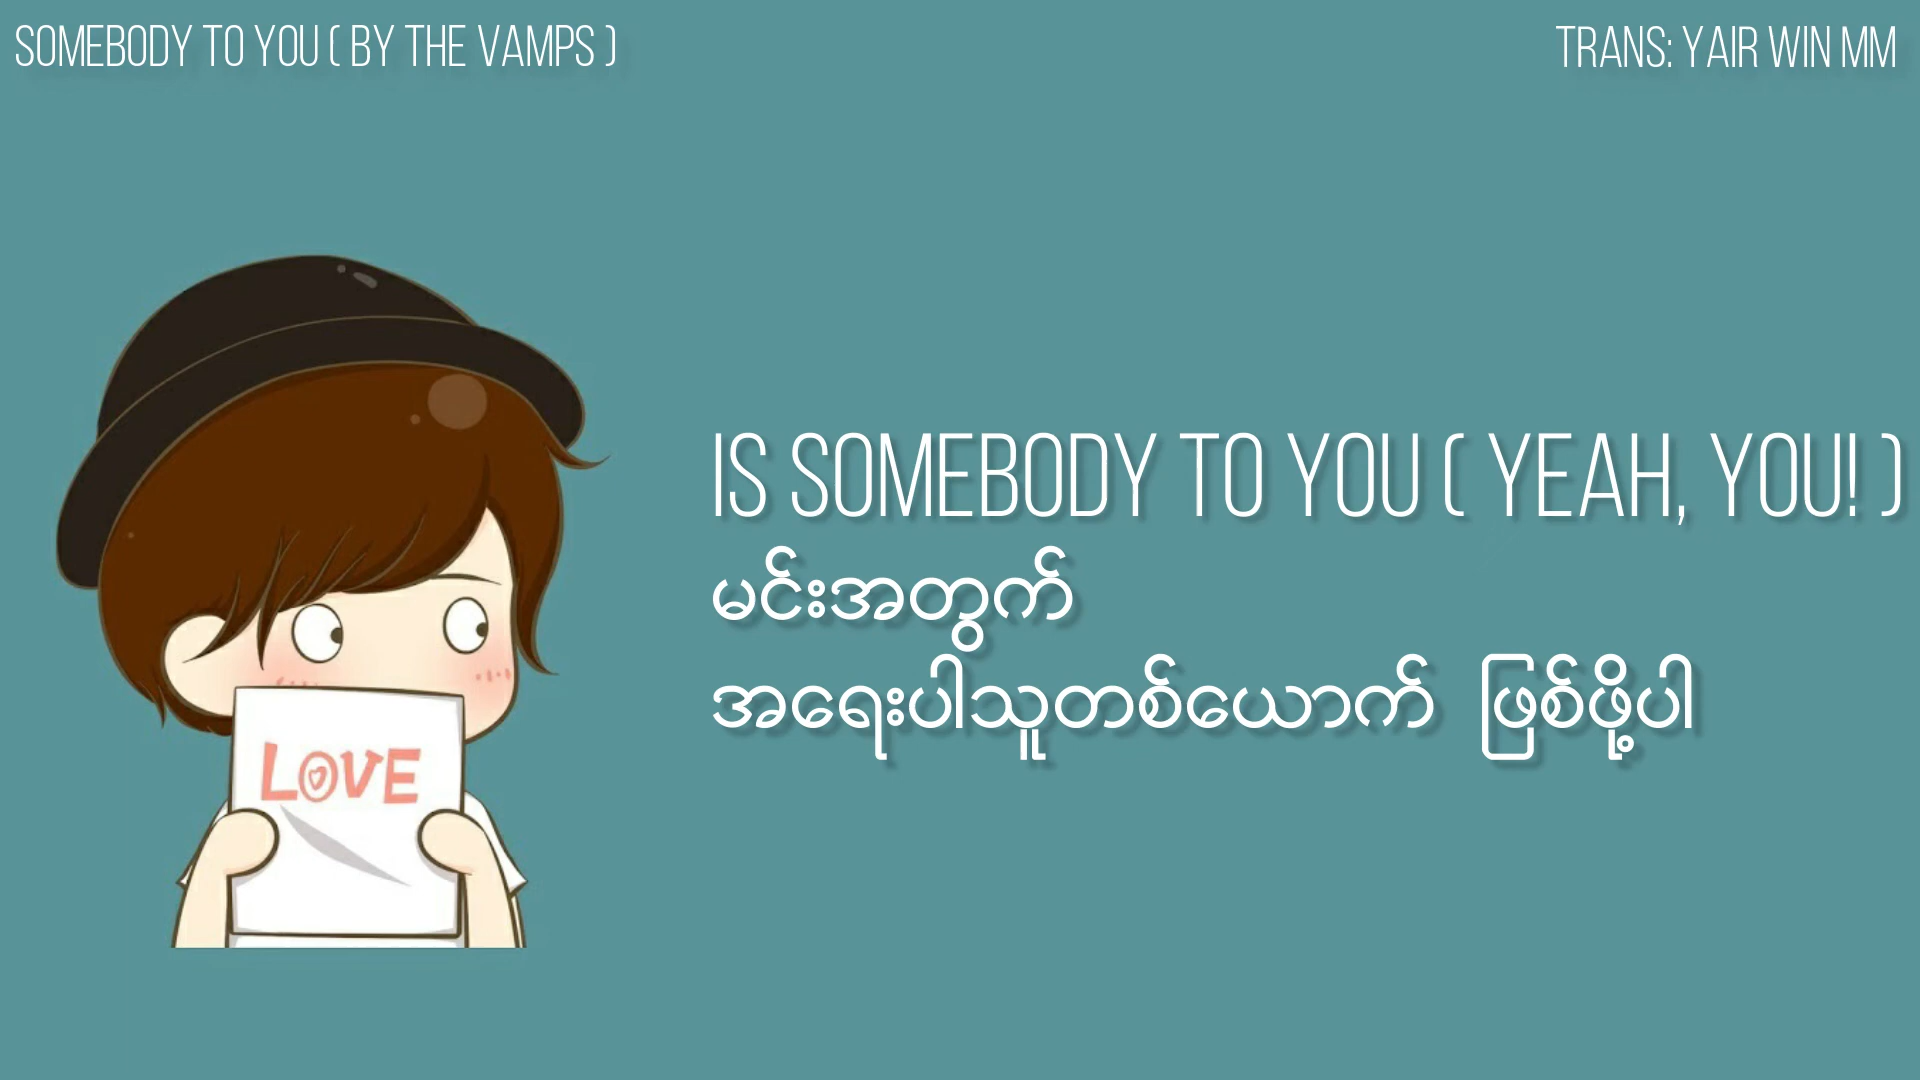 SOMEBODY TO YOU ( BY THE VAMPS )
TRANS: YAIR WIN MM
IS SOMEBODY TO YOU ( YEAH, YOU! )
မင်းအတွက်
အရေးပါသူတစ်ယောက် ဖြစ်ဖို့ပါ
LOVE